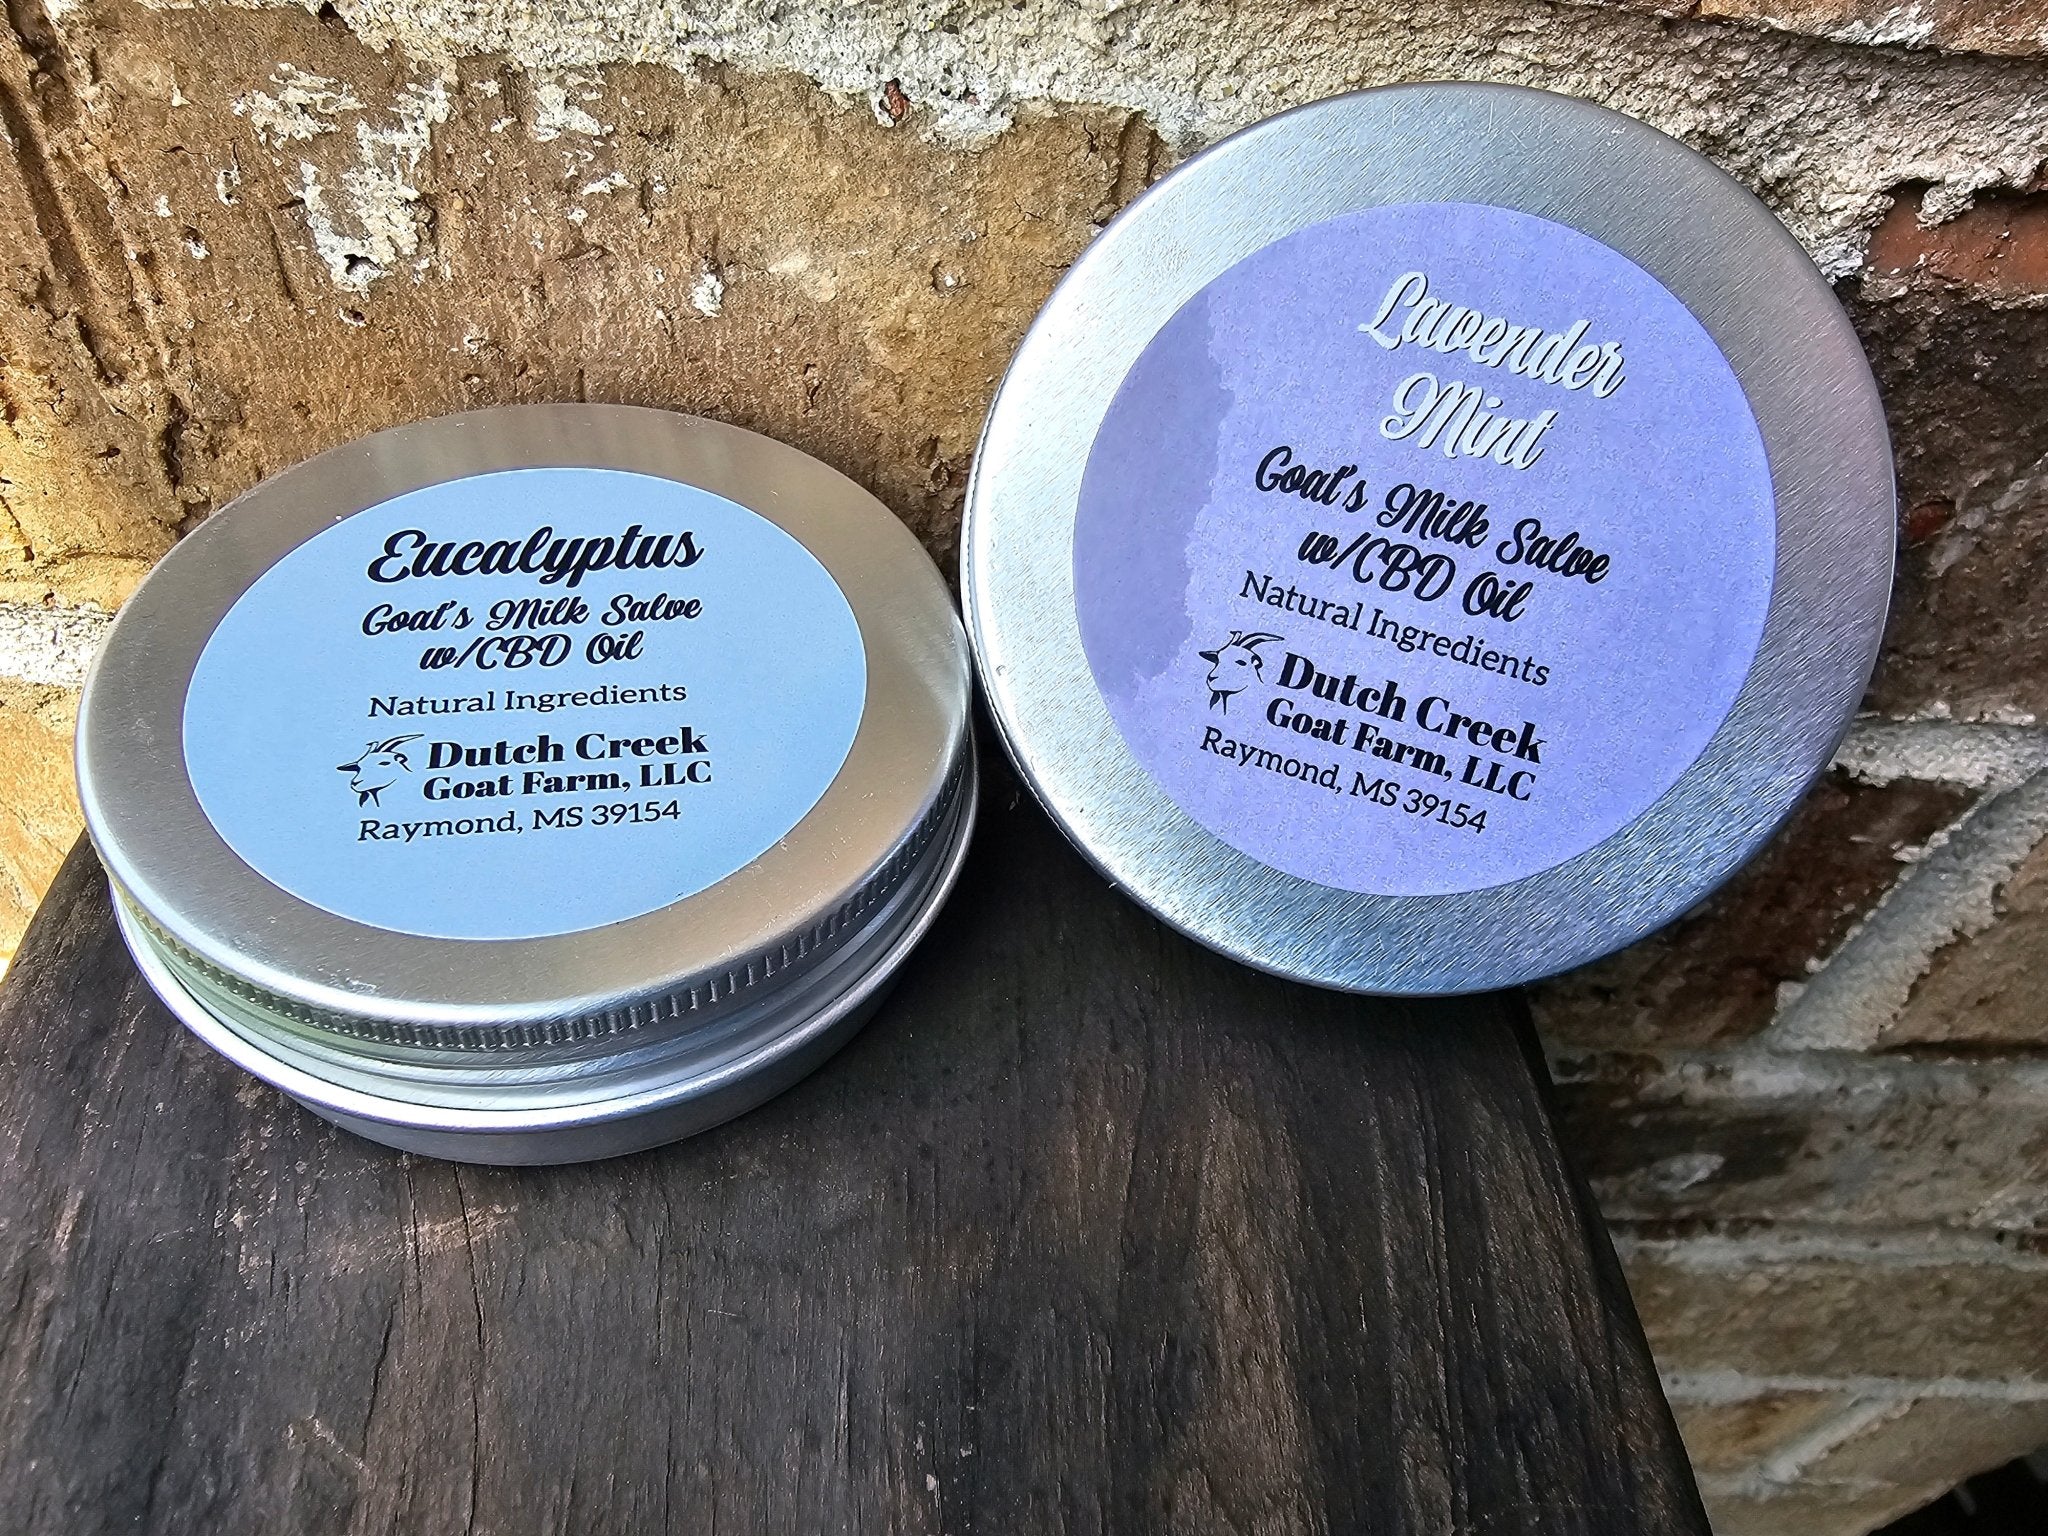 Eucalyptus
Goat's Milk Salve
w/CBD Oil
Natural Ingredients
Dutch Creek
Goat Farm, LLC
Raymond, MS 39154
Lavender
Mint
Goat's Milk Salve
w/CBD Oil
Natural Ingredients
Dutch Creek
Goat Farm, LLC
Raymond, MS 39154